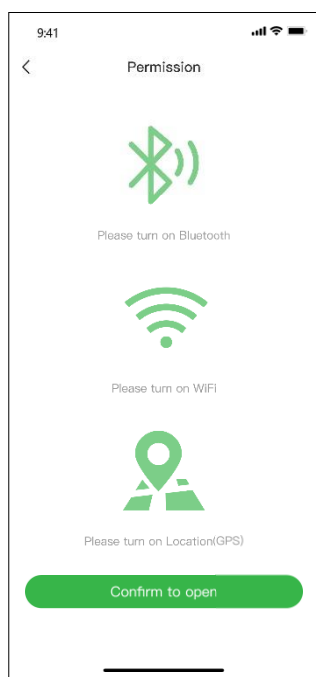 9:41
Permission
Please turn on Bluetooth
Please turn on WiFi
Please turn on Location(GPS)
Confirm to open